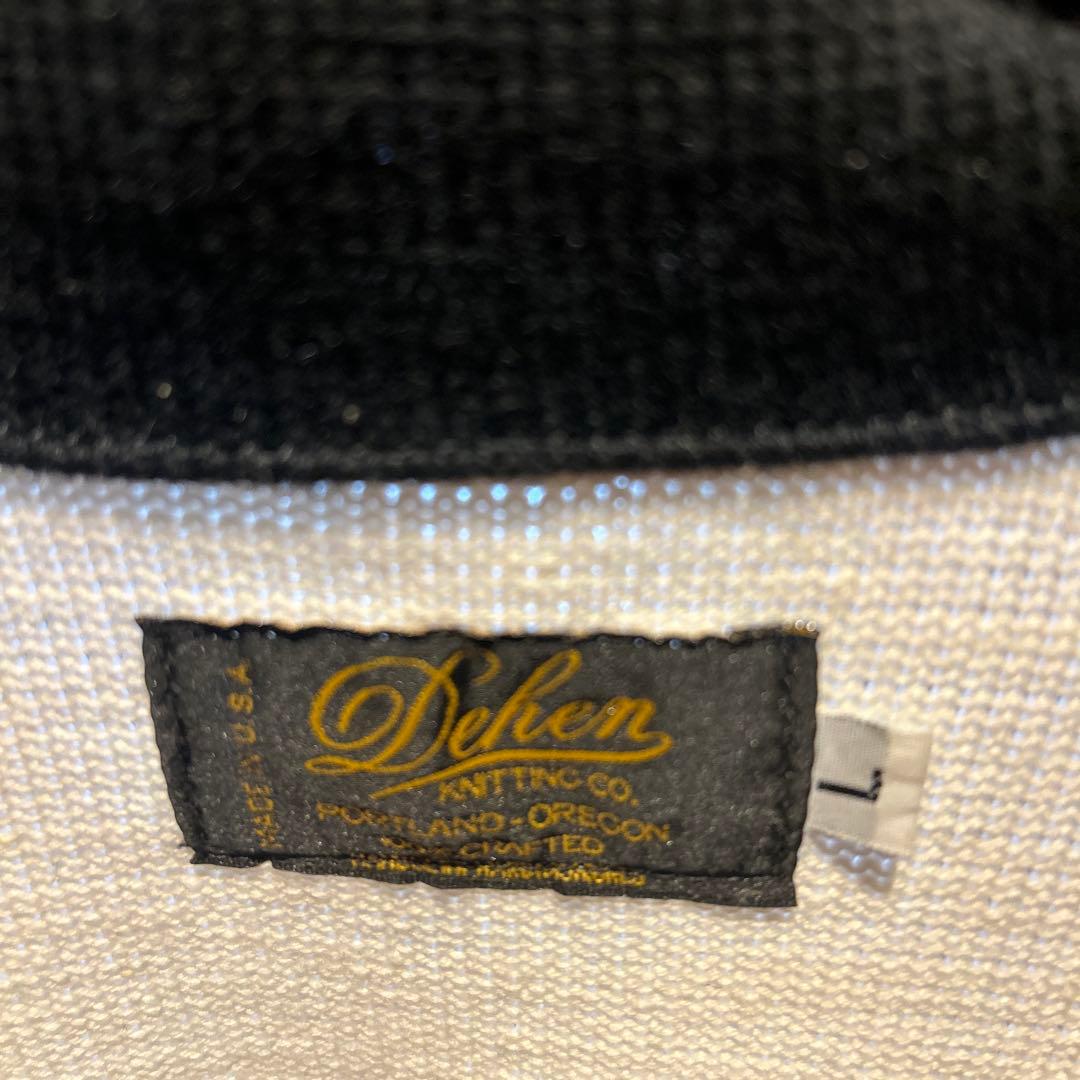 MADE IN U.S.A
Dehen
KNITTING CO.
PORTLAND - OREGON
CRAFTED
L